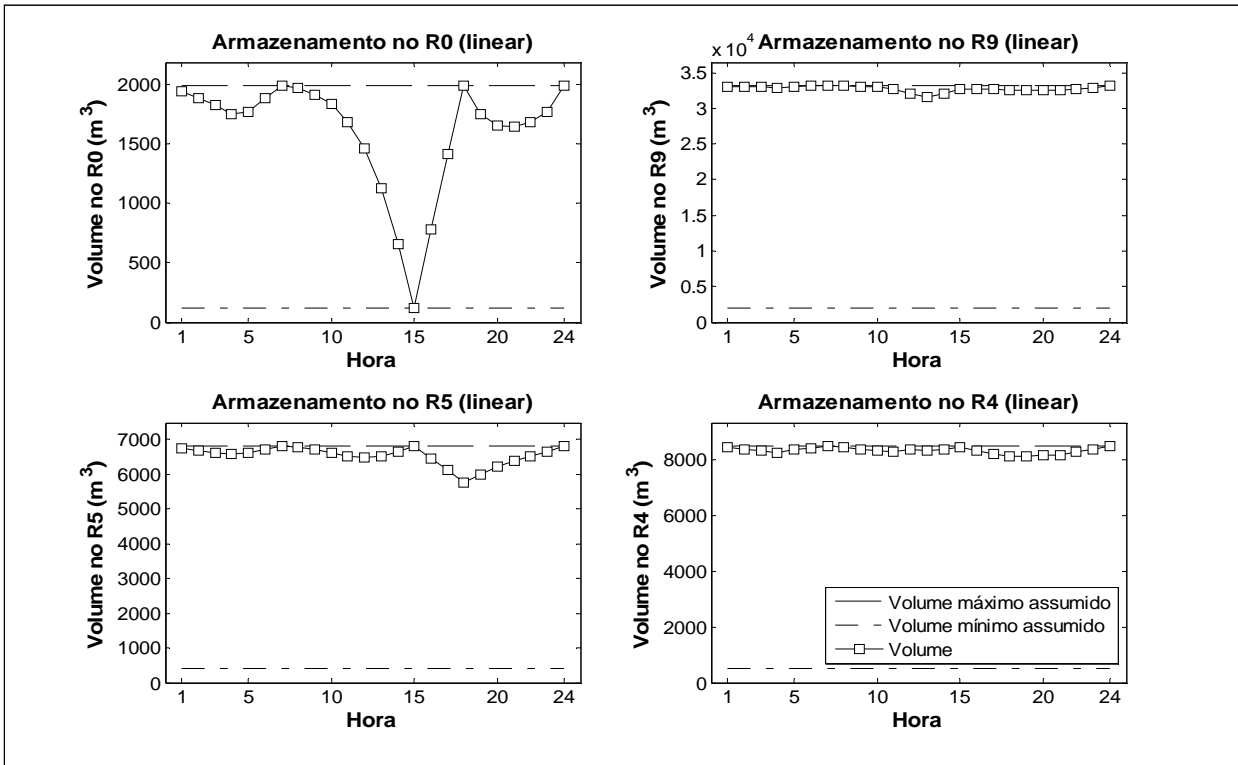 Armazenamento no R0 (linear)
Volume no R0 (m³)
2000
1500
1000
500
0
1 5 10 15 20 24
Hora
x 10⁴ Armazenamento no R9 (linear)
Volume no R9 (m³)
3.5
3
2.5
2
1.5
1
0.5
0
1 5 10 15 20 24
Hora
Armazenamento no R5 (linear)
Volume no R5 (m³)
7000
6000
5000
4000
3000
2000
1000
0
1 5 10 15 20 24
Hora
Armazenamento no R4 (linear)
Volume no R4 (m³)
8000
6000
4000
2000
0
Volume máximo assumido
Volume mínimo assumido
Volume
1 5 10 15 20 24
Hora